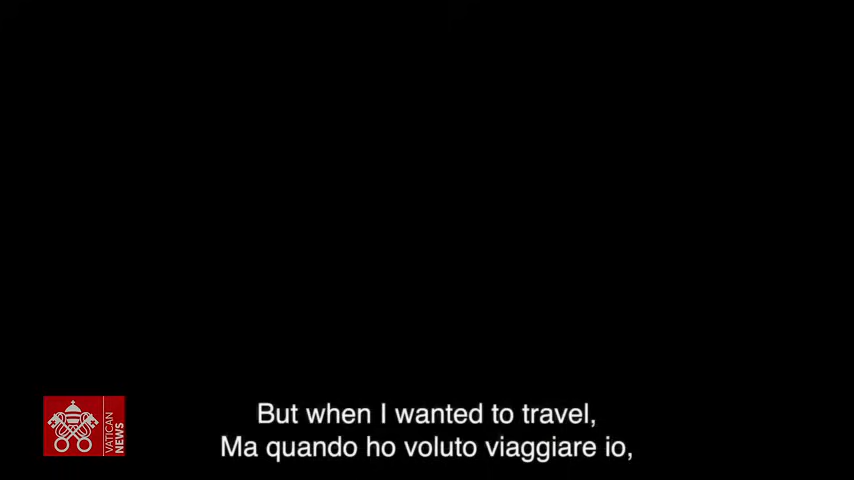 But when I wanted to travel,
Ma quando ho voluto viaggiare io,
VATICAN
NEWS